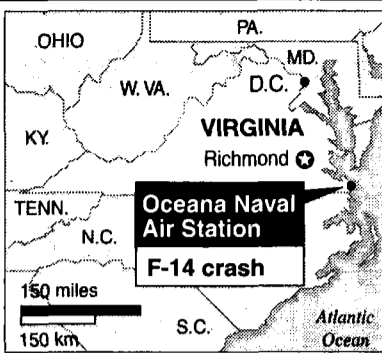 PA.
OHIO
MD.
W. VA.
D.C.
VIRGINIA
KY.
Richmond
TENN.
Oceana Naval
Air Station
N.C.
F-14 crash
150 miles
150 km
S.C.
Atlantic
Ocean